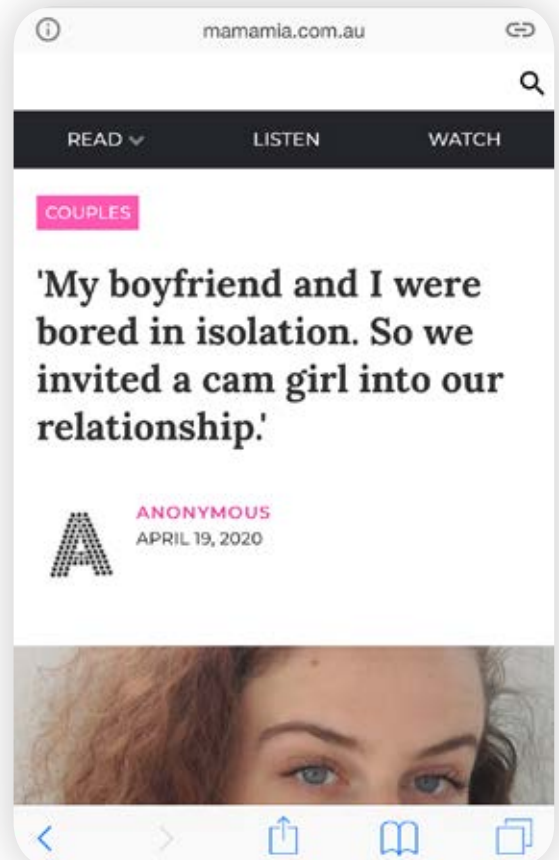 mamamia.com.au
READ LISTEN WATCH
COUPLES
'My boyfriend and I were
bored in isolation. So we
invited a cam girl into our
relationship.'
A
ANONYMOUS
APRIL 19, 2020